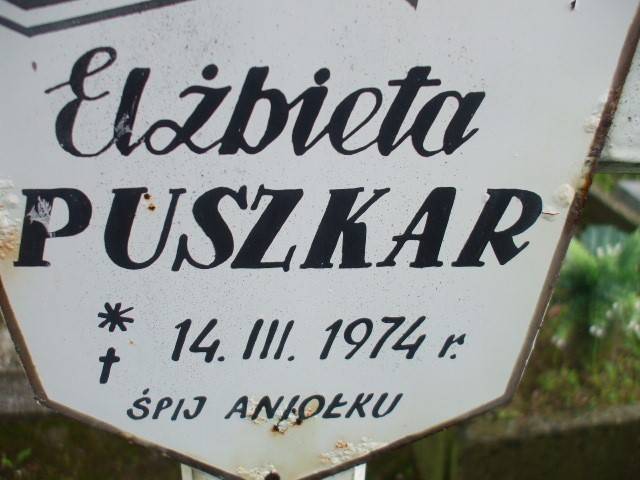 Elżbieta
PUSZKAR
* 14. III. 1974 r.
†
ŚPIJ ANIOŁKU